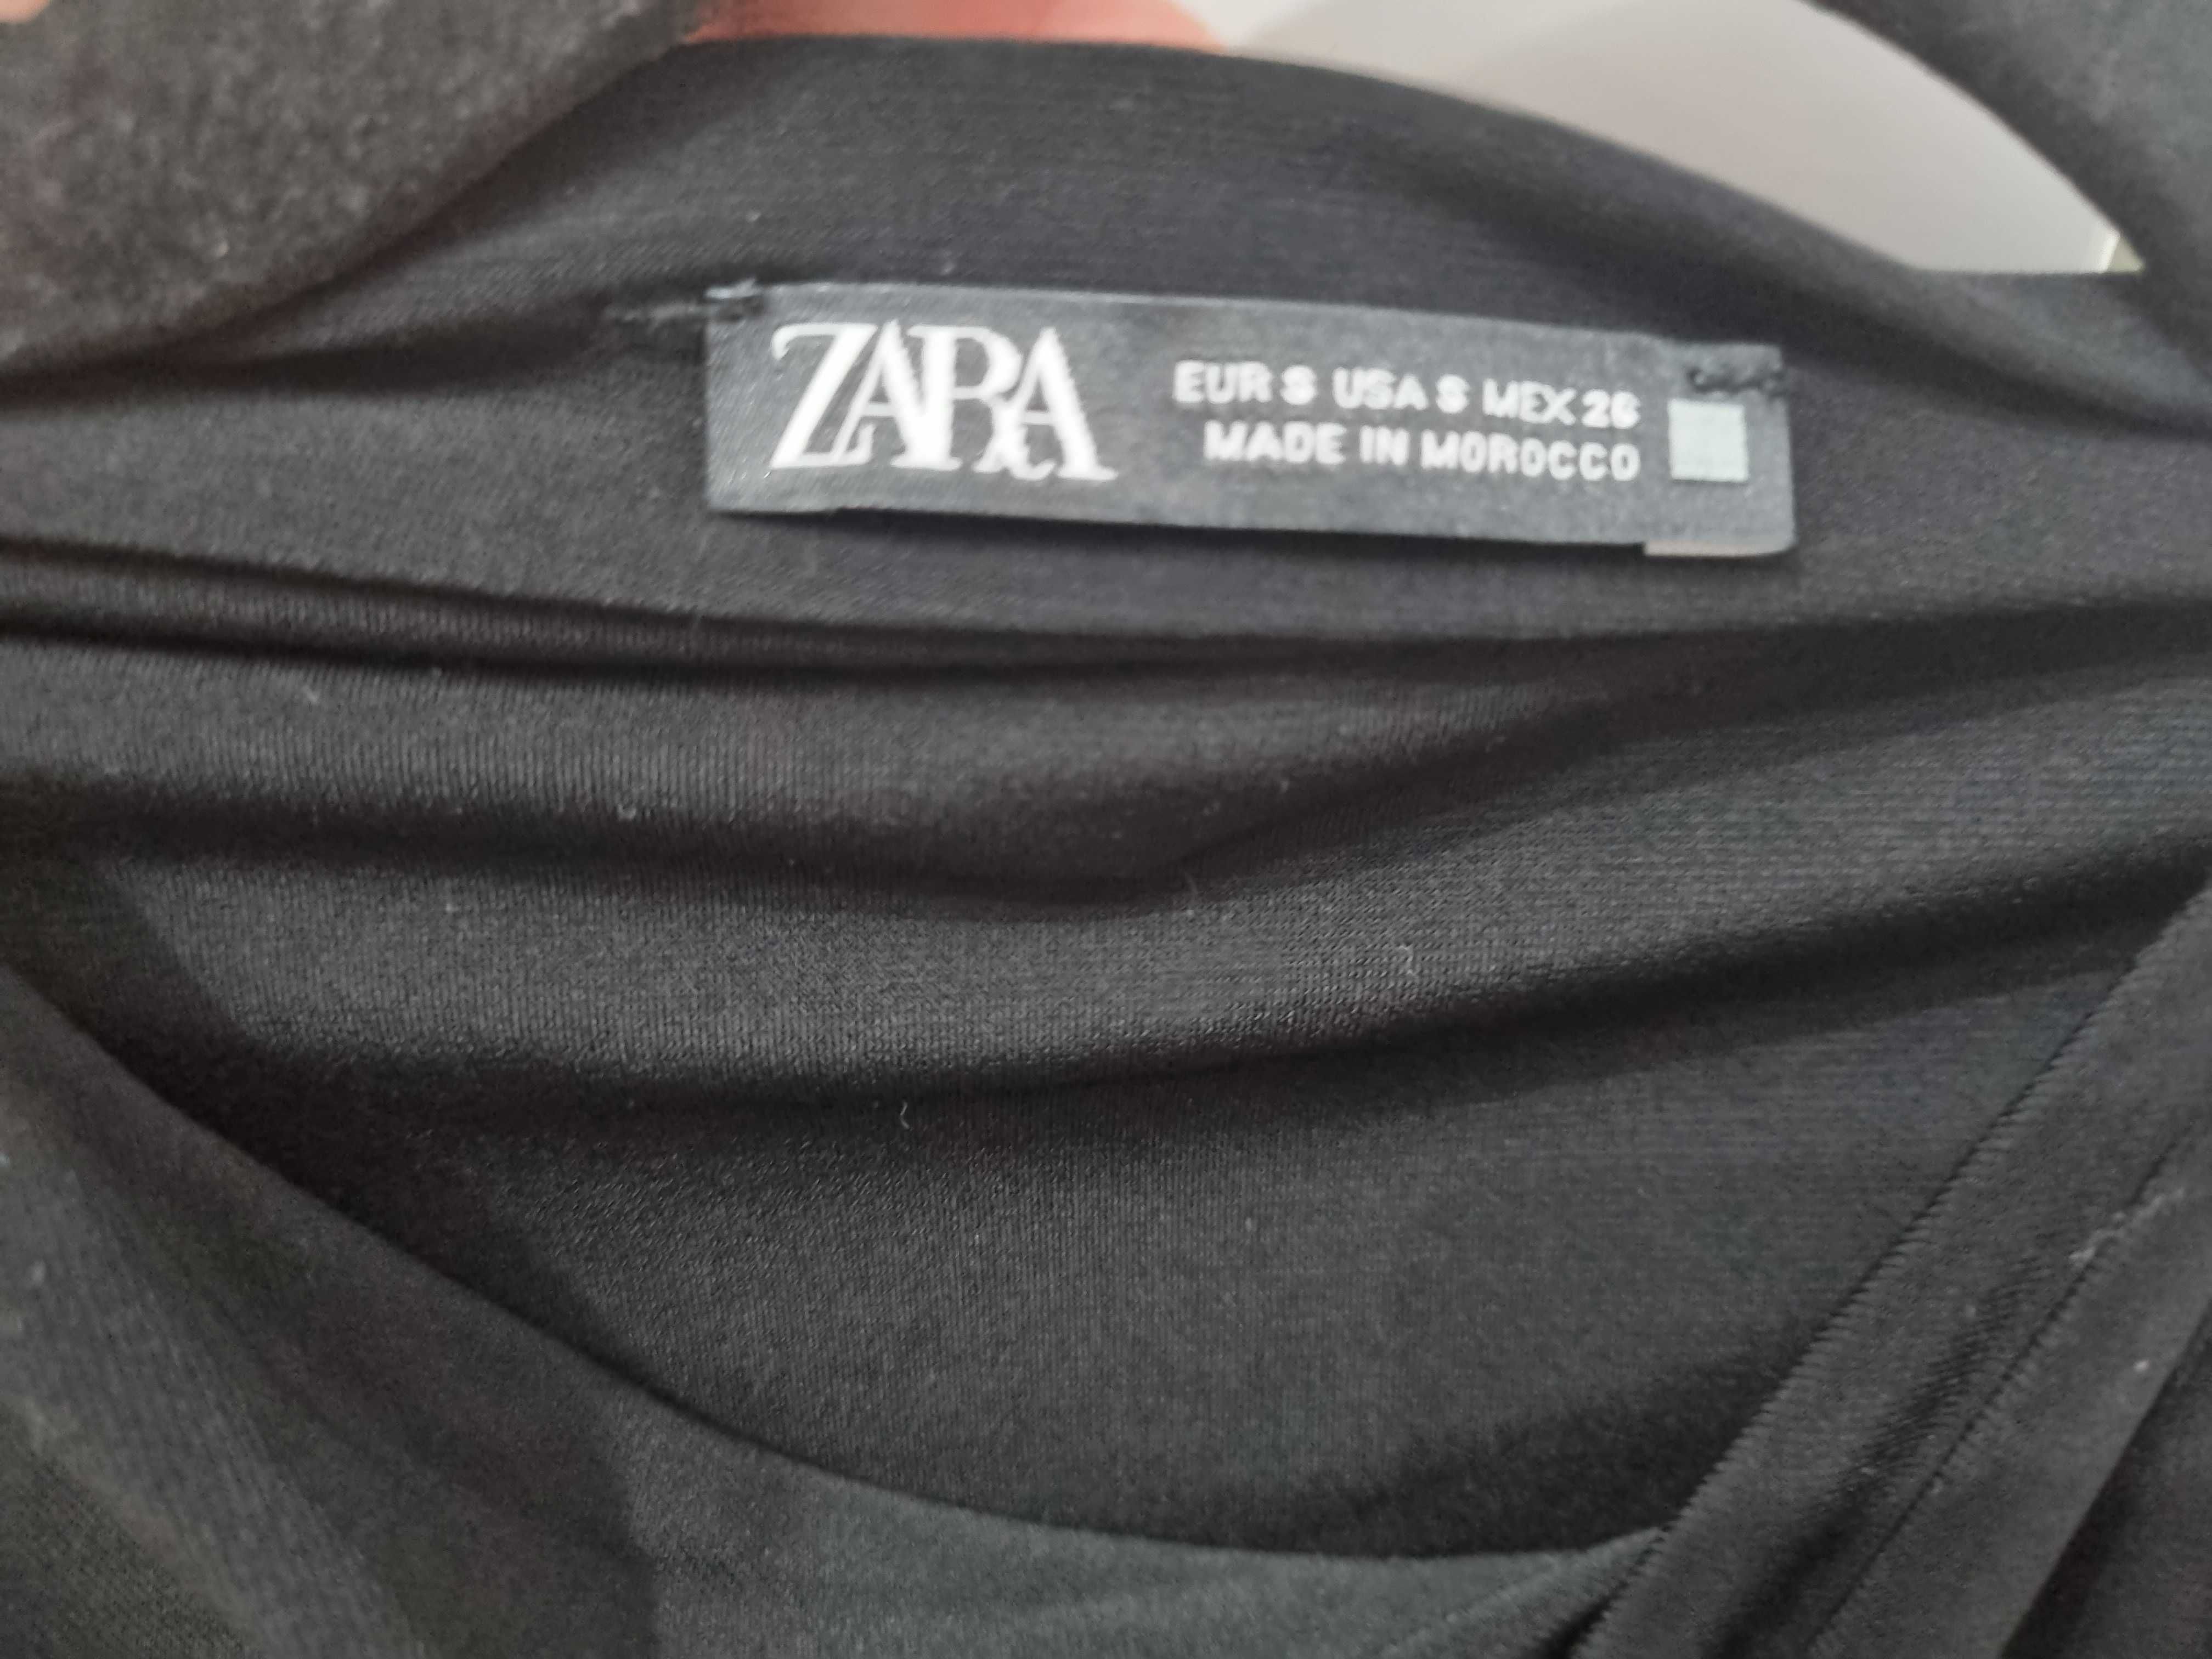 ZARA
EUR S USA S MEX 26
MADE IN MOROCCO